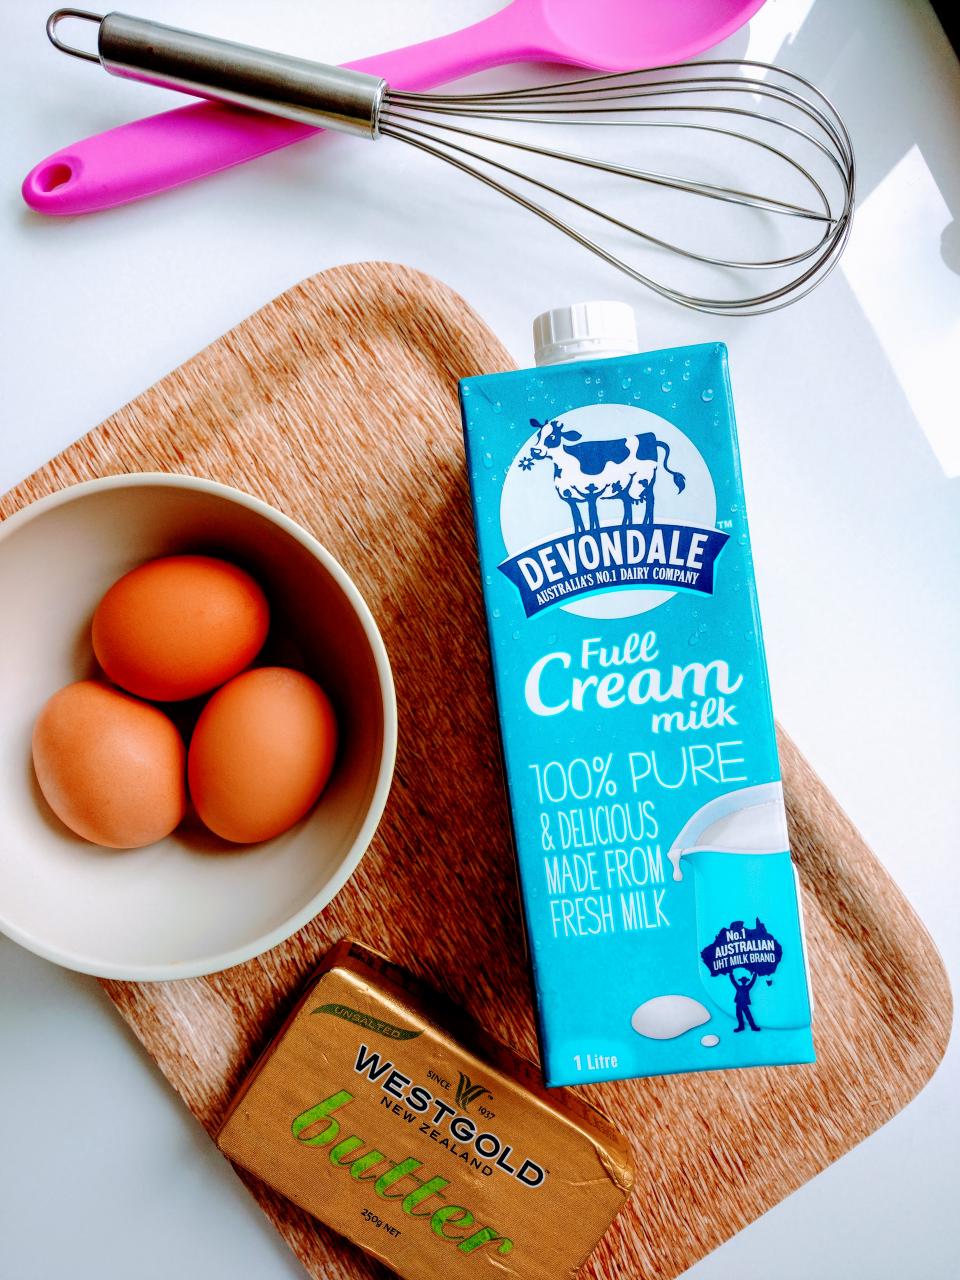 DEVONDALE
™
AUSTRALIA'S NO.1 DAIRY COMPANY
Full
Cream
milk
100% PURE
& DELICIOUS
MADE FROM
FRESH MILK
No.1
AUSTRALIAN
UHT MILK BRAND
1 Litre
UNSALTED
SINCE 1937
WESTGOLD
NEW ZEALAND
butter
250g NET